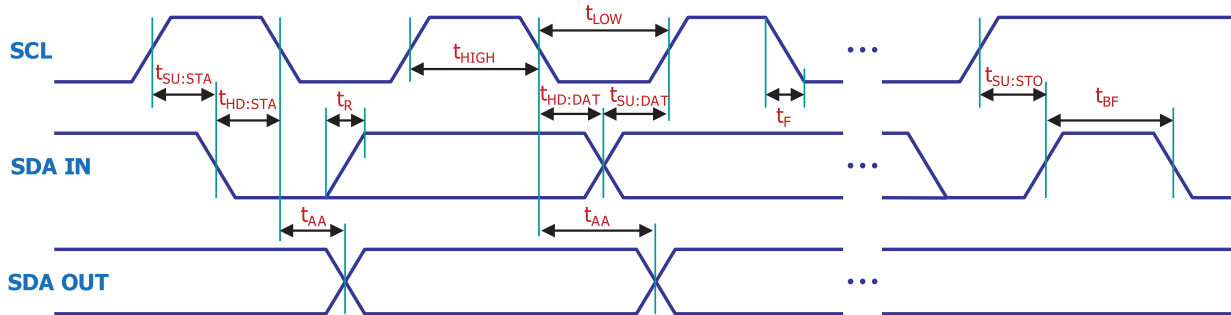 SCL
tLOW
tHIGH
tSU:STA
tHD:STA
tR
tHD:DAT
tSU:DAT
tF
tSU:STO
tBF
SDA IN
tAA
tAA
SDA OUT